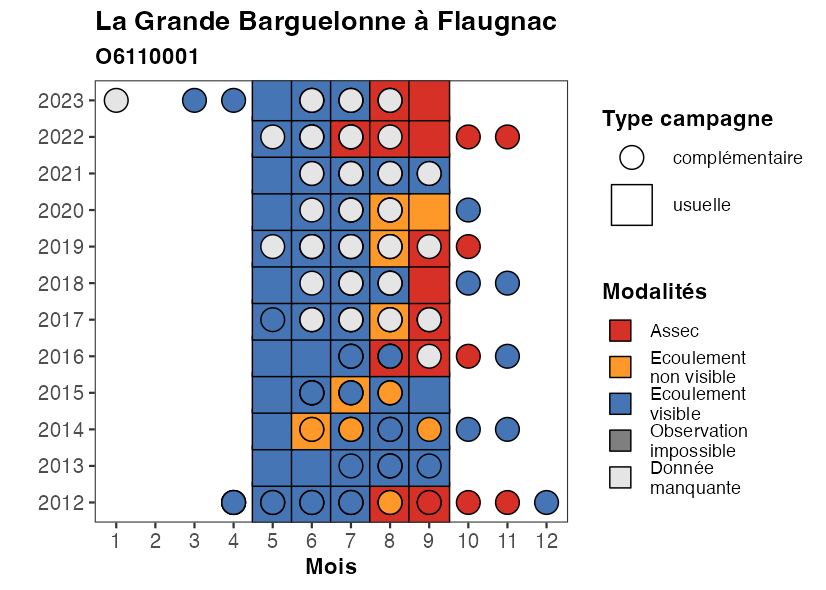 La Grande Barguelonne à Flaugnac
O6110001
2023
2022
2021
2020
2019
2018
2017
2016
2015
2014
2013
2012
1 2 3 4 5 6 7 8 9 10 11 12
Mois
Type campagne
complémentaire
usuelle
Modalités
Assec
Ecoulement
non visible
Ecoulement
visible
Observation
impossible
Donnée
manquante